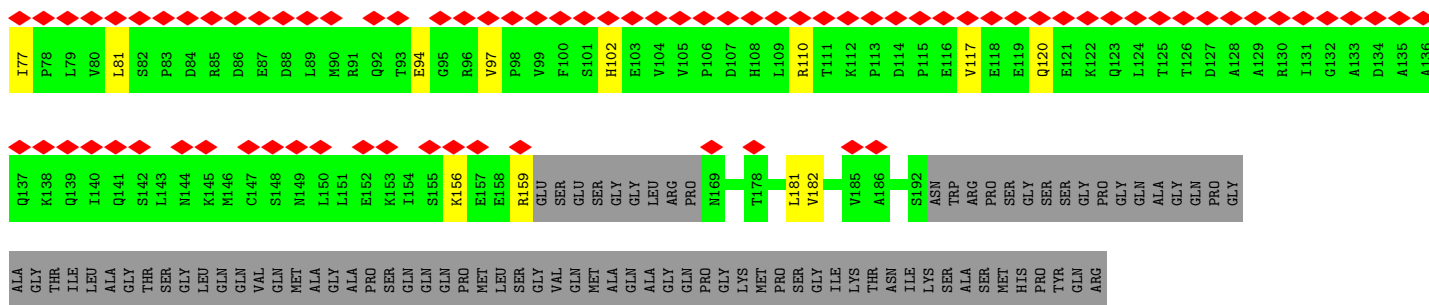 I77 P78 L79 V80 L81 S82 P83 D84 R85 D86 E87 D88 L89 M90 R91 Q92 T93 E94 G95 R96 V97 P98 V99 F100 S101 H102 E103 V104 V105 P106 D107 H108 L109 R110 T111 K112 P113 D114 P115 E116 V117 E118 E119 Q120 E121 K122 Q123 L124 T125 T126 D127 A128 A129 R130 I131 G132 A133 D134 A135 A136
Q137 K138 Q139 I140 Q141 S142 L143 N144 K145 M146 C147 S148 N149 L150 L151 E152 K153 I154 S155 K156 E157 E158 R159 GLU SER GLU SER GLY GLY LEU ARG PRO N169 T178 L181 V182 V185 A186 S192 ASN TRP ARG PRO SER GLY SER SER GLY PRO GLY GLN ALA GLY GLN PRO GLY
ALA GLY THR ILE LEU ALA GLY THR SER GLY LEU GLN GLN VAL GLN MET ALA GLY ALA PRO SER GLN GLN GLN PRO MET LEU SER GLY VAL GLN MET ALA GLN ALA GLY GLN PRO GLY LYS MET PRO SER GLY ILE LYS THR ASN ILE LYS SER ALA SER MET HIS PRO TYR GLN ARG